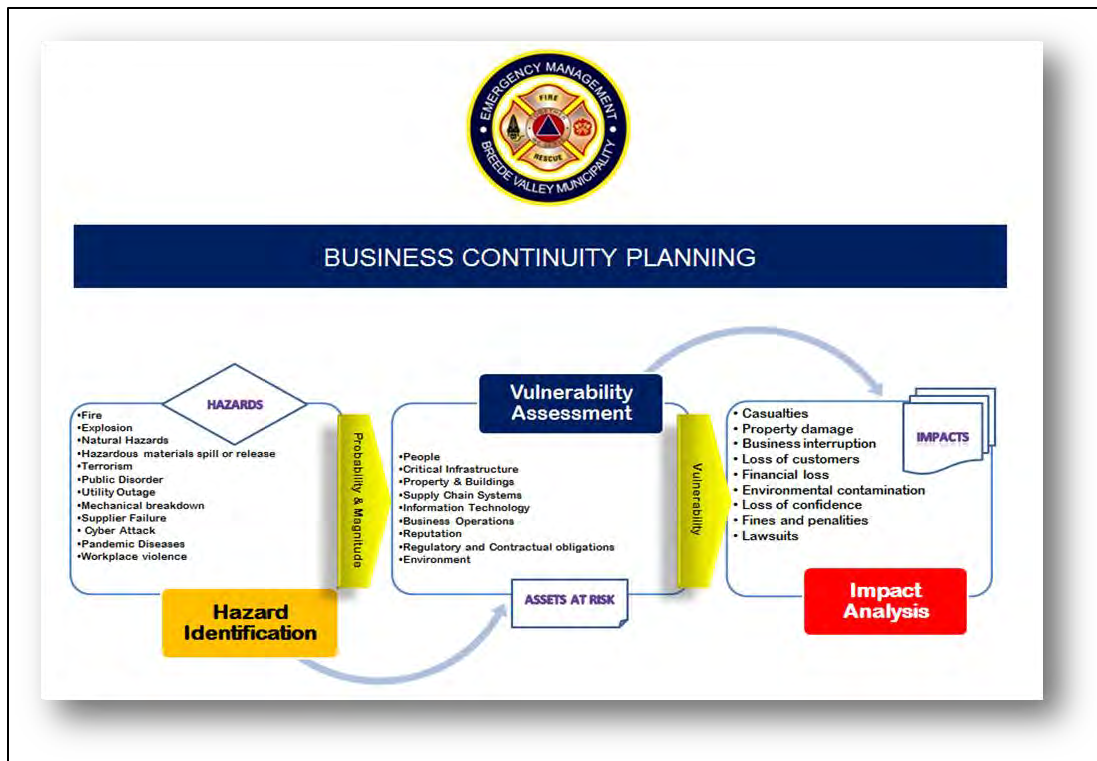 EMERGENCY MANAGEMENT
FIRE
RESCUE
BREEDE VALLEY MUNICIPALITY
BUSINESS CONTINUITY PLANNING
HAZARDS
•Fire
•Explosion
•Natural Hazards
•Hazardous materials spill or release
•Terrorism
•Public Disorder
•Utility Outage
•Mechanical breakdown
•Supplier Failure
• Cyber Attack
•Pandemic Diseases
•Workplace violence
Hazard
Identification
Probability & Magnitude
Vulnerability
Assessment
•People
•Critical Infrastructure
•Property & Buildings
•Supply Chain Systems
•Information Technology
•Business Operations
•Reputation
•Regulatory and Contractual obligations
•Environment
ASSETS AT RISK
Vulnerability
IMPACTS
• Casualties
• Property damage
• Business interruption
• Loss of customers
• Financial loss
• Environmental contamination
• Loss of confidence
• Fines and penalities
• Lawsuits
Impact
Analysis